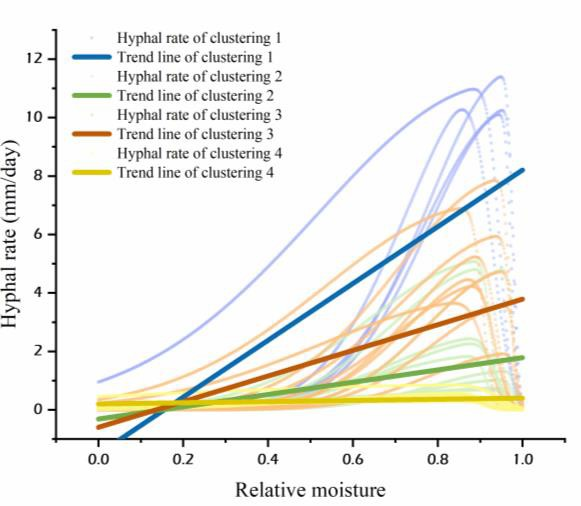 Hyphal rate of clustering 1
Trend line of clustering 1
Hyphal rate of clustering 2
Trend line of clustering 2
Hyphal rate of clustering 3
Trend line of clustering 3
Hyphal rate of clustering 4
Trend line of clustering 4
Hyphal rate (mm/day)
12
10
8
6
4
2
0
0.0 0.2 0.4 0.6 0.8 1.0
Relative moisture